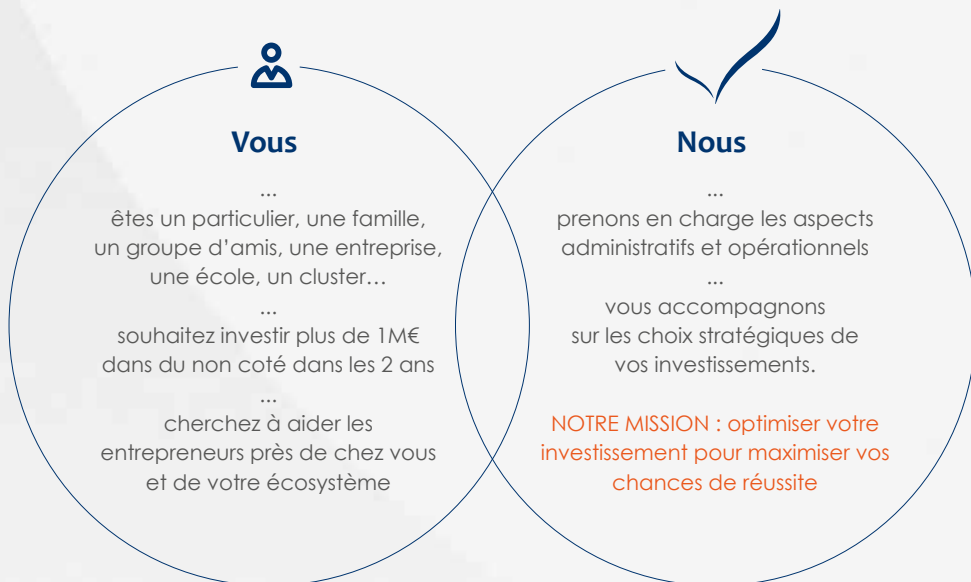 Vous
...
êtes un particulier, une famille,
un groupe d’amis, une entreprise,
une école, un cluster…
...
souhaitez investir plus de 1M€
dans du non coté dans les 2 ans
...
cherchez à aider les
entrepreneurs près de chez vous
et de votre écosystème
Nous
...
prenons en charge les aspects
administratifs et opérationnels
...
vous accompagnons
sur les choix stratégiques de
vos investissements.
NOTRE MISSION : optimiser votre
investissement pour maximiser vos
chances de réussite